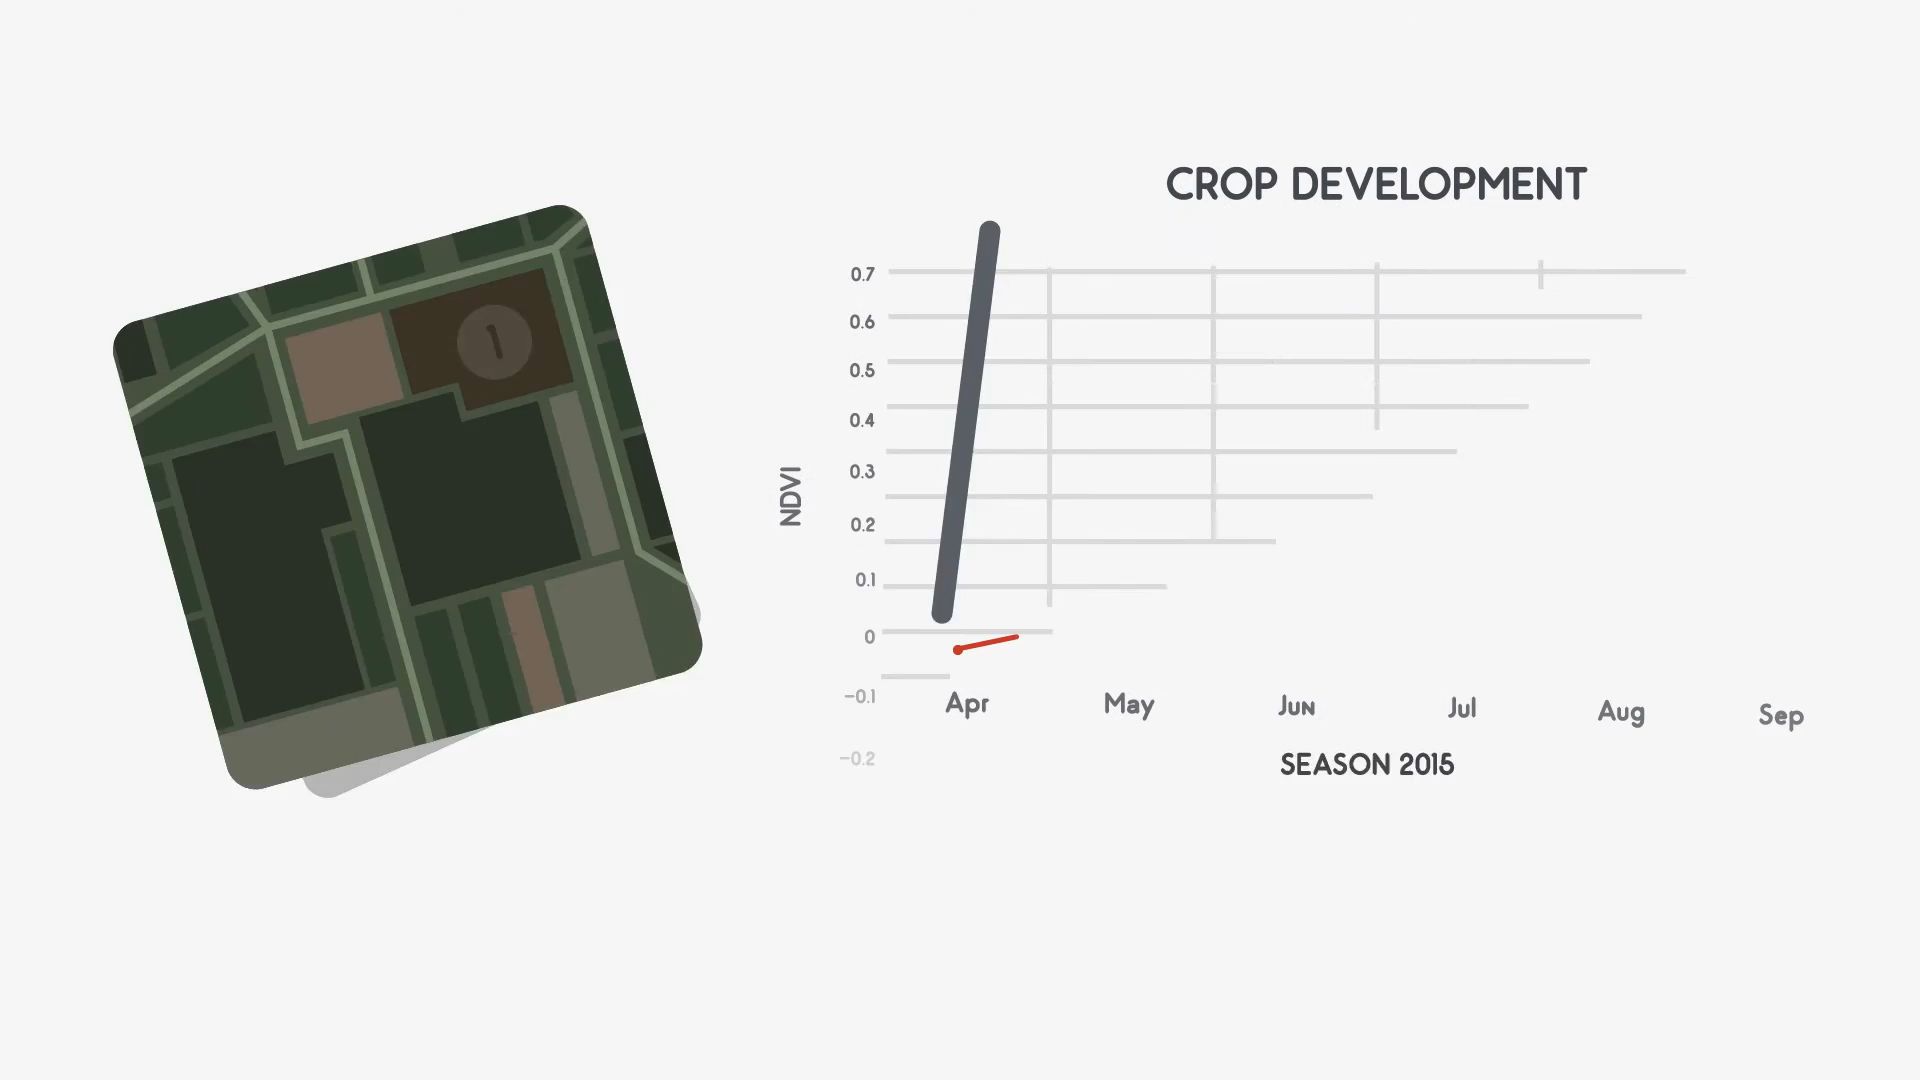 CROP DEVELOPMENT
1
0.7
0.6
0.5
0.4
0.3
0.2
0.1
0
−0.1
−0.2
NDVI
Apr May Jun Jul Aug Sep
SEASON 2015